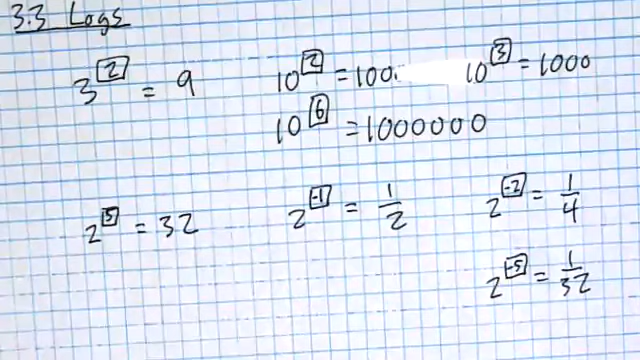 3.3 Logs
3^2 = 9 10^2 = 100 10^3 = 1000
10^6 = 1000000
2^5 = 32 2^-1 = 1/2 2^-2 = 1/4
2^-5 = 1/32